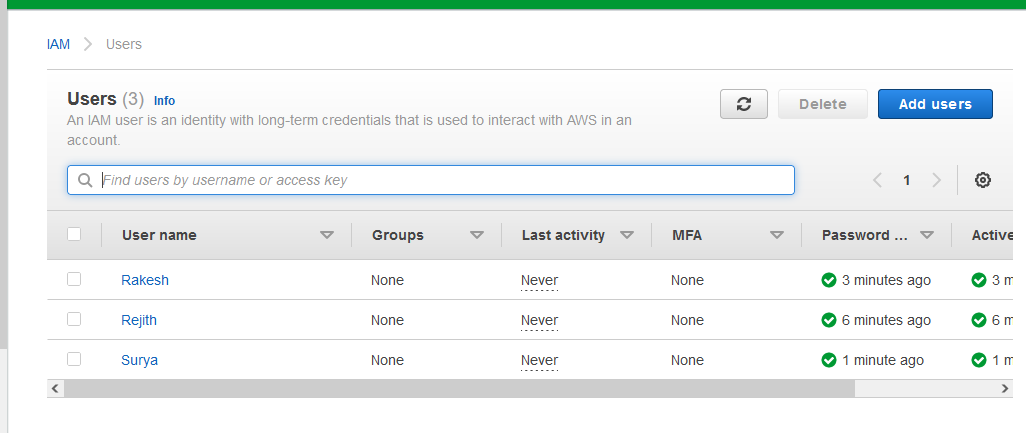 IAM > Users
Users (3) Info
An IAM user is an identity with long-term credentials that is used to interact with AWS in an
account.
Delete
Add users
Find users by username or access key
1
User name Groups Last activity MFA Password ... Active
Rakesh None Never None 3 minutes ago 3 m
Rejith None Never None 6 minutes ago 6 m
Surya None Never None 1 minute ago 1 m